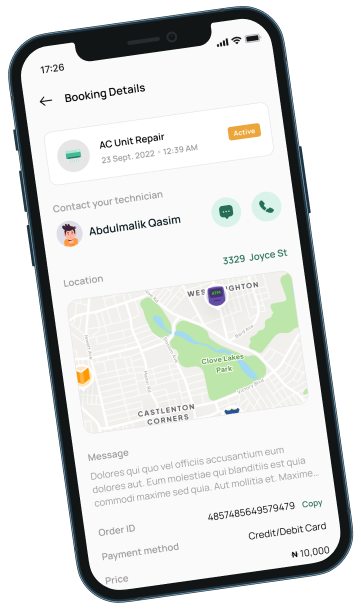 17:26
Booking Details
AC Unit Repair
23 Sept. 2022 • 12:39 AM
Active
Contact your technician
Abdulmalik Qasim
Location
3329 Joyce St
Clove Lakes
Park
CASTLENTON
CORNERS
Message
Dolores qui quo vel officiis accusantium eum
dolores aut. Eum molestiae qui blanditiis est quia
commodi maxime sed quia. Aut mollitia et. Maxime...
Order ID
4857485649579479 Copy
Payment method
Credit/Debit Card
Price
₦ 10,000